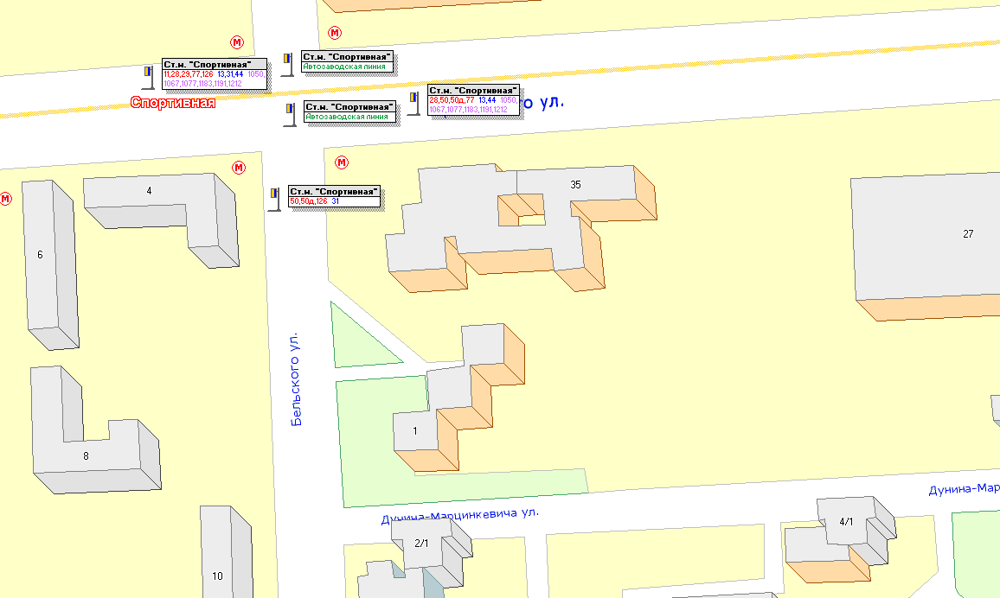 М
М
Ст.м. "Спортивная"
Автозаводская линия
Ст.м. "Спортивная"
11,28,29,77,126 13,31,44 1050,
1067,1077,1183,1191,1212
Спортивная
Ст.м. "Спортивная"
28,50,50д,77 13,44 1050,
1067,1077,1183,1191,1212
о ул.
Ст.м. "Спортивная"
Автозаводская линия
М
М
М
Ст.м. "Спортивная"
50,50д,126 31
4
35
6
27
Бельского ул.
1
8
Дунина-Мар
Дунина-Марцинкевича ул.
4/1
2/1
10